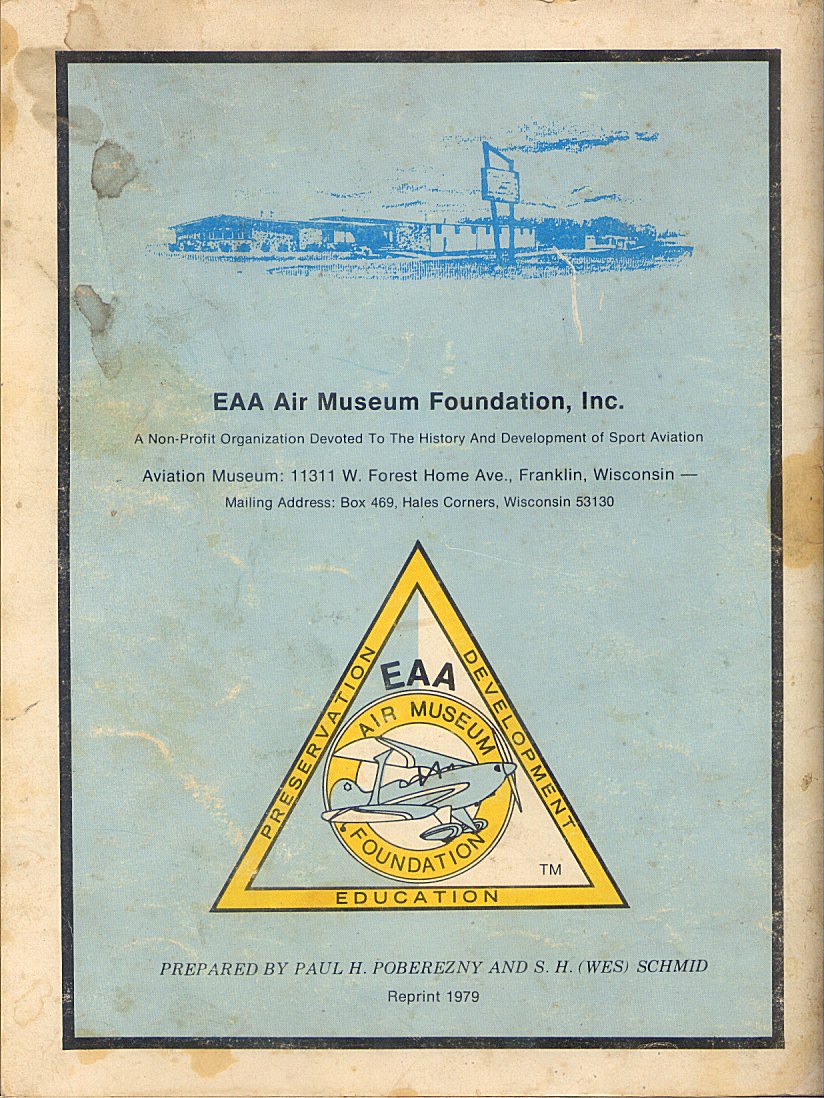 EAA Air Museum Foundation, Inc.
A Non-Profit Organization Devoted To The History And Development of Sport Aviation
Aviation Museum: 11311 W. Forest Home Ave., Franklin, Wisconsin —
Mailing Address: Box 469, Hales Corners, Wisconsin 53130
EAA
AIR MUSEUM
FOUNDATION
PRESERVATION
DEVELOPMENT
EDUCATION
TM
PREPARED BY PAUL H. POBEREZNY AND S. H. (WES) SCHMID
Reprint 1979